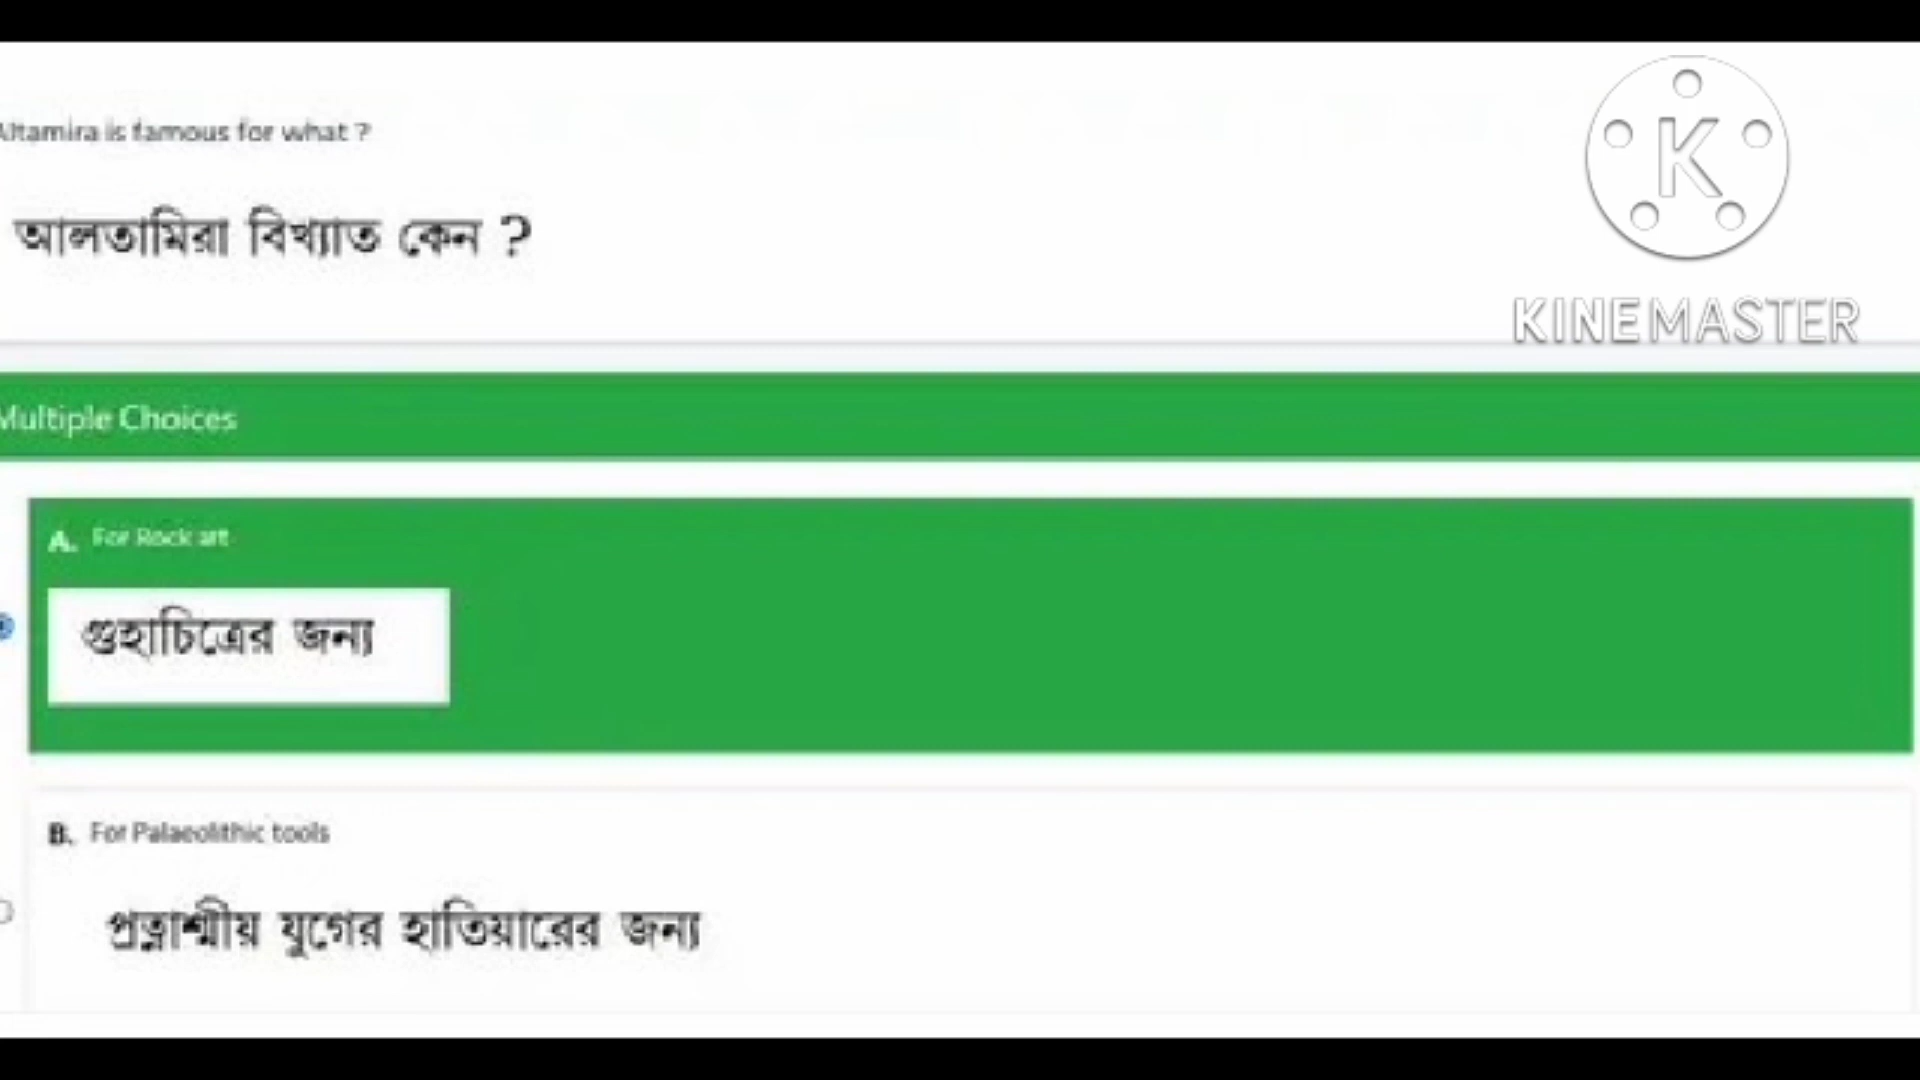 Altamira is famous for what ?
আলতামিরা বিখ্যাত কেন ?
K
KINEMASTER
Multiple Choices
A. For Rock art
গুহাচিত্রের জন্য
B. For Palaeolithic tools
প্রত্নাশ্মীয় যুগের হাতিয়ারের জন্য